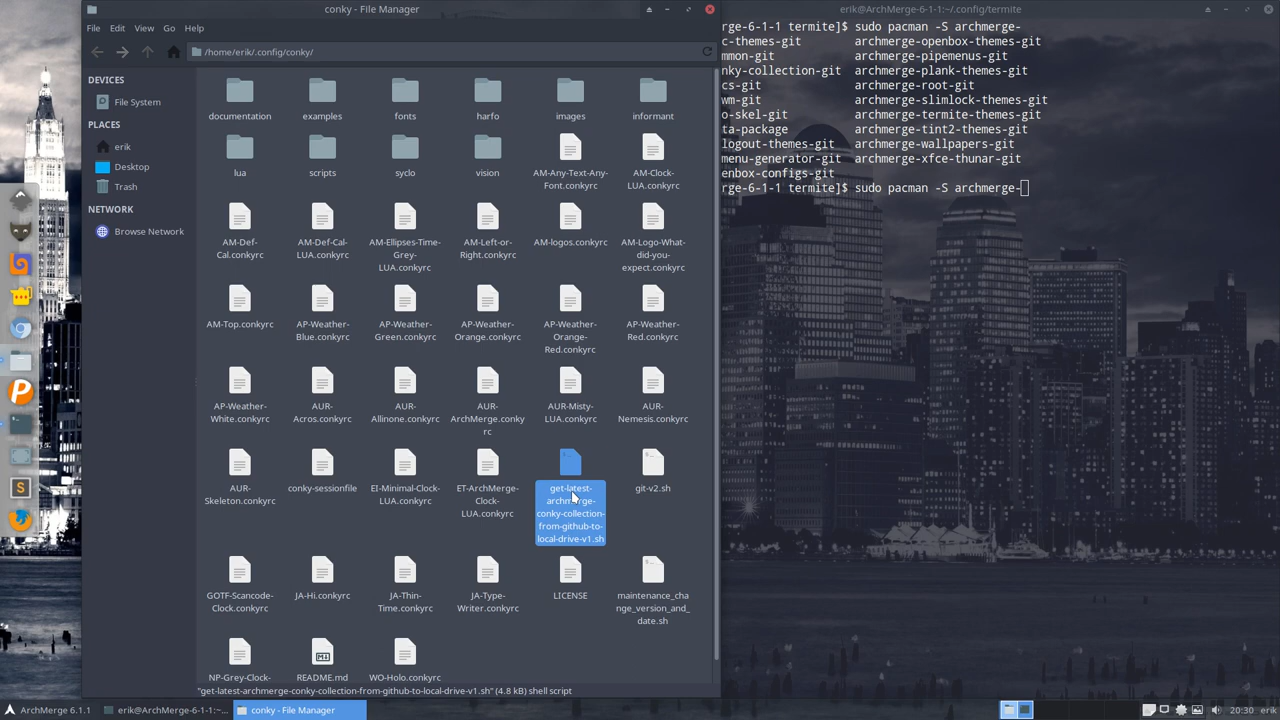 conky - File Manager
File Edit View Go Help
/home/erik/.config/conky/
DEVICES
File System
PLACES
erik
Desktop
Trash
NETWORK
Browse Network
documentation
examples
fonts
harfo
images
informant
lua
scripts
syclo
vision
AM-Any-Text-Any-
Font.conkyrc
AM-Clock-
LUA.conkyrc
AM-Def-
Cal.conkyrc
AM-Def-Cal-
LUA.conkyrc
AM-Ellipses-Time-
Grey-
LUA.conkyrc
AM-Left-or-
Right.conkyrc
AM-logos.conkyrc
AM-Logo-What-
did-you-
expect.conkyrc
AM-Top.conkyrc
AP-Weather-
Blue.conkyrc
AP-Weather-
Green.conkyrc
AP-Weather-
Orange.conkyrc
AP-Weather-
Orange-
Red.conkyrc
AP-Weather-
Red.conkyrc
AP-Weather-
White.conkyrc
AUR-
Acros.conkyrc
AUR-
Allinone.conkyrc
AUR-
ArchMerge.conky
rc
AUR-Misty-
LUA.conkyrc
AUR-
Nemesis.conkyrc
AUR-
Skeleton.conkyrc
conky-sessionfile
EI-Minimal-Clock-
LUA.conkyrc
ET-ArchMerge-
Clock-
LUA.conkyrc
get-latest-
archmerge-
conky-collection-
from-github-to-
local-drive-v1.sh
git-v2.sh
GOTF-Scancode-
Clock.conkyrc
JA-Hi.conkyrc
JA-Thin-
Time.conkyrc
JA-Type-
Writer.conkyrc
LICENSE
maintenance_cha
nge_version_and_
date.sh
NP-Grey-Clock-
README.md
WO-Holo.conkyrc
"get-latest-archmerge-conky-collection-from-github-to-local-drive-v1.sh" (4.8 kB) shell script
erik@ArchMerge-6-1-1:~/.config/termite
rge-6-1-1 termite]$ sudo pacman -S archmerge-
c-themes-git archmerge-openbox-themes-git
mmon-git archmerge-pipemenus-git
nky-collection-git archmerge-plank-themes-git
cs-git archmerge-root-git
wm-git archmerge-slimlock-themes-git
o-skel-git archmerge-termite-themes-git
ta-package archmerge-tint2-themes-git
logout-themes-git archmerge-wallpapers-git
menu-generator-git archmerge-xfce-thunar-git
enbox-configs-git
rge-6-1-1 termite]$ sudo pacman -S archmerge-
ArchMerge 6.1.1
erik@ArchMerge-6-1-1:~...
conky - File Manager
20:30 erik